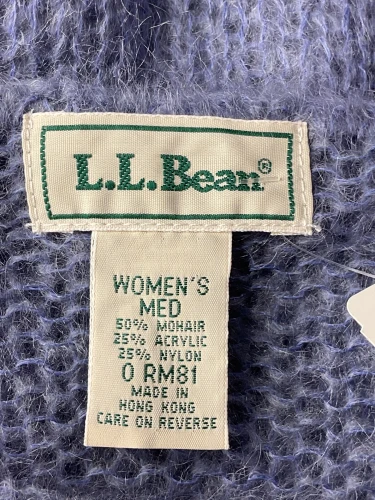 L.L.Bean®
WOMEN'S
MED
50% MOHAIR
25% ACRYLIC
25% NYLON
0 RM81
MADE IN
HONG KONG
CARE ON REVERSE